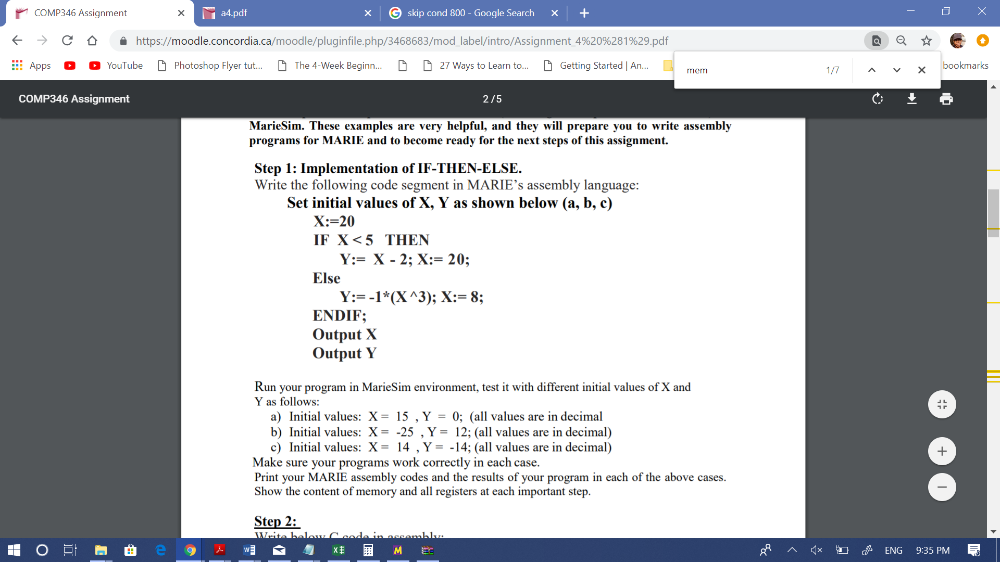 COMP346 Assignment
a4.pdf
skip cond 800 - Google Search
https://moodle.concordia.ca/moodle/pluginfile.php/3468683/mod_label/intro/Assignment_4%20%281%29.pdf
Apps
YouTube
Photoshop Flyer tut...
The 4-Week Beginn...
27 Ways to Learn to...
Getting Started | An...
bookmarks
mem
1/7
COMP346 Assignment
2 / 5
MarieSim. These examples are very helpful, and they will prepare you to write assembly
programs for MARIE and to become ready for the next steps of this assignment.
Step 1: Implementation of IF-THEN-ELSE.
Write the following code segment in MARIE’s assembly language:
Set initial values of X, Y as shown below (a, b, c)
X:=20
IF X < 5 THEN
Y:= X - 2; X:= 20;
Else
Y:= -1*(X ^3); X:= 8;
ENDIF;
Output X
Output Y
Run your program in MarieSim environment, test it with different initial values of X and
Y as follows:
a) Initial values: X = 15 , Y = 0; (all values are in decimal
b) Initial values: X = -25 , Y = 12; (all values are in decimal)
c) Initial values: X = 14 , Y = -14; (all values are in decimal)
Make sure your programs work correctly in each case.
Print your MARIE assembly codes and the results of your program in each of the above cases.
Show the content of memory and all registers at each important step.
Step 2:
Write below C code in assembly:
ENG
9:35 PM